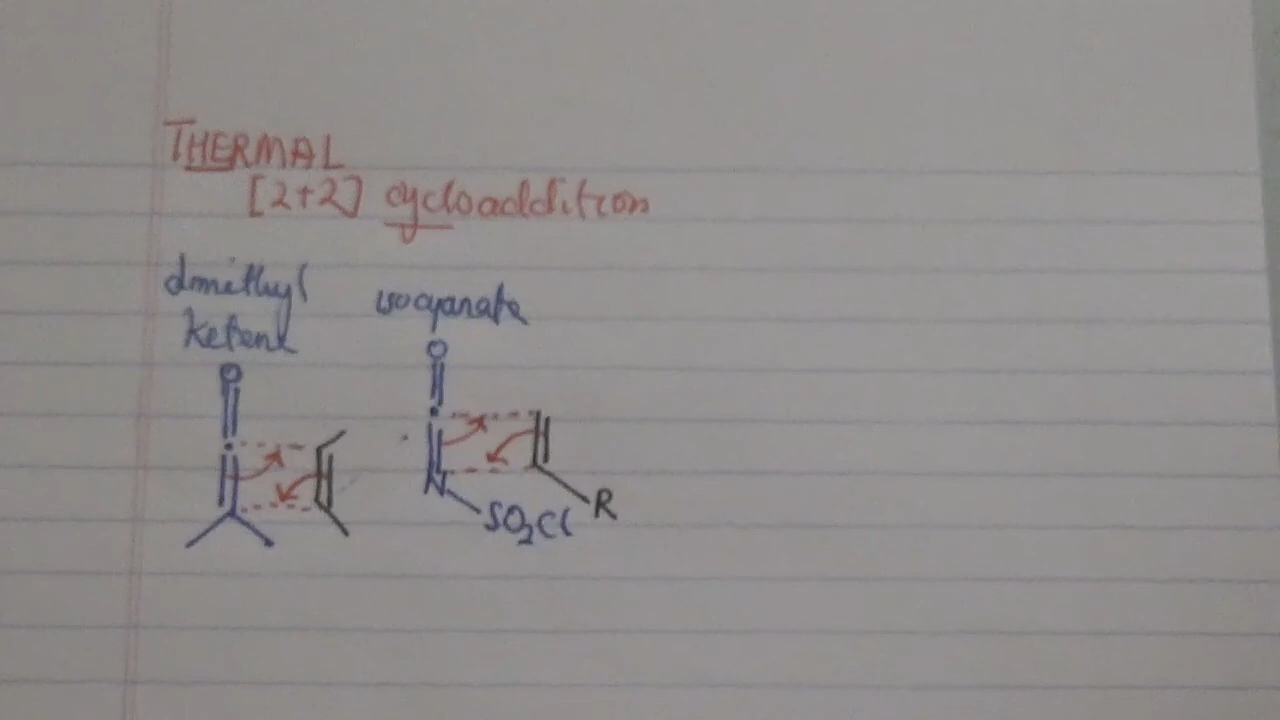 THERMAL
[2+2] cycloaddition
dimethyl isocyanate
ketene
O O
N
SO2Cl R